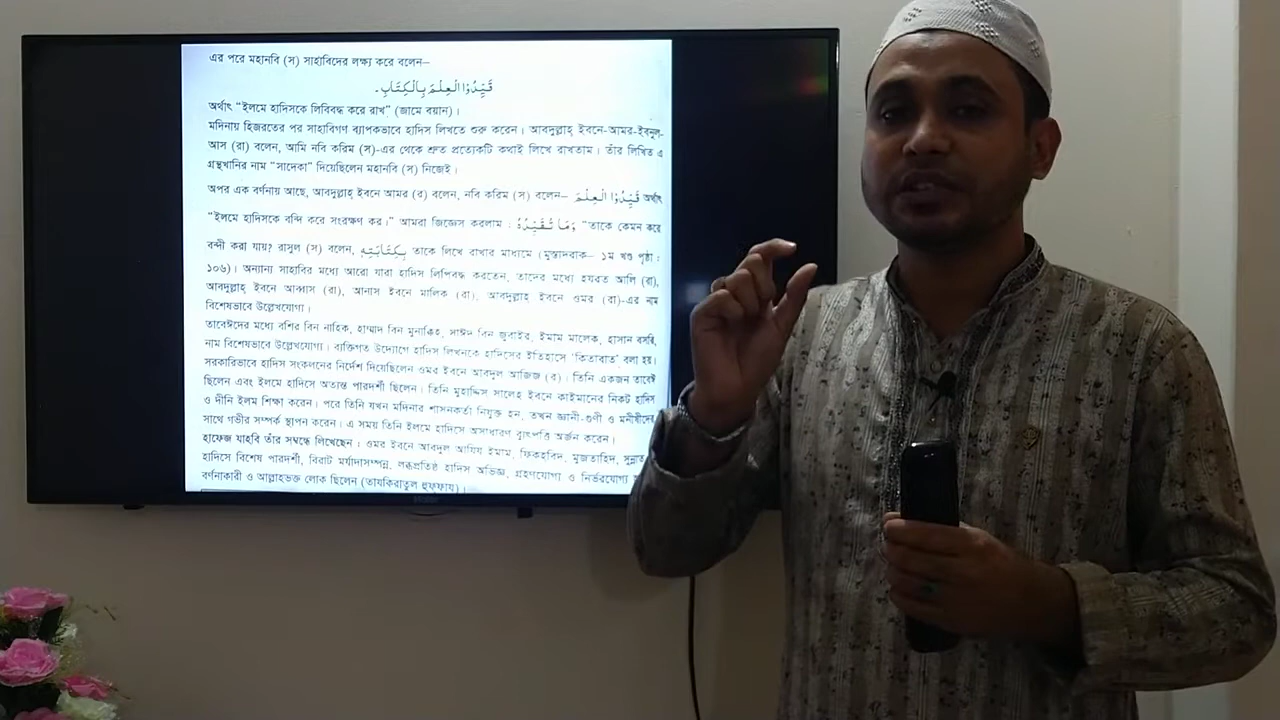 এর পরে মহানবি (স) সাহাবিদের লক্ষ্য করে বলেন–
قَيِّدُوا الْعِلْمَ بِالْكِتَابِ۔
অর্থাৎ “ইলমে হাদিসকে লিবিবদ্ধ করে রাখ” (জামে বয়ান)।
মদিনায় হিজরতের পর সাহাবিগণ ব্যাপকভাবে হাদিস লিখতে শুরু করেন। আবদুল্লাহ্ ইবনে-আমর-ইবনুল-
আস (রা) বলেন, আমি নবি করিম (স)-এর থেকে শ্রুত প্রত্যেকটি কথাই লিখে রাখতাম। তাঁর লিখিত এ
গ্রন্থখানির নাম “সাদেকা” দিয়েছিলেন মহানবি (স) নিজেই।
অপর এক বর্ণনায় আছে, আবদুল্লাহ্ ইবনে আমর (র) বলেন, নবি করিম (স) বলেন– قَيِّدُوا الْعِلْمَ অর্থাৎ
“ইলমে হাদিসকে বন্দি করে সংরক্ষণ কর।” আমরা জিজ্ঞেস করলাম : وَمَا تُقَيِّدُهُ “তাকে কেমন করে
বন্দী করা যায়? রাসুল (স) বলেন, بِكِتَابَتِهِ তাকে লিখে রাখার মাধ্যমে (মুস্তাদরাক– ১ম খণ্ড পৃষ্ঠা :
১০৬)। অন্যান্য সাহাবির মধ্যে আরো যারা হাদিস লিপিবদ্ধ করতেন, তাদের মধ্যে হযরত আলি (রা),
আবদুল্লাহ্ ইবনে আব্বাস (রা), আনাস ইবনে মালিক (রা), আবদুল্লাহ্ ইবনে ওমর (রা)-এর নাম
বিশেষভাবে উল্লেখযোগ্য।
তাবেঈদের মধ্যে বশির বিন নাহিক, হাম্মাদ বিন মুনাব্বিহ, সাঈদ বিন জুবাইর, ইমাম মালেক, হাসান বসরি,
নাম বিশেষভাবে উল্লেখযোগ্য। ব্যক্তিগত উদ্যোগে হাদিস লিখনকে হাদিসের ইতিহাসে ‘কিতাবাত’ বলা হয়।
সরকারিভাবে হাদিস সংকলনের নির্দেশ দিয়েছিলেন ওমর ইবনে আবদুল আজিজ (র)। তিনি একজন তাবেঈ
ছিলেন এবং ইলমে হাদিসে অত্যন্ত পারদর্শী ছিলেন। তিনি মুহাদ্দিস সালেহ ইবনে কাইমানের নিকট হাদিস
ও দীনি ইলম শিক্ষা করেন। পরে তিনি যখন মদিনার শাসনকর্তা নিযুক্ত হন, তখন জ্ঞানী-গুণী ও মনীষীদের
সাথে গভীর সম্পর্ক স্থাপন করেন। এ সময় তিনি ইলমে হাদিসে অসাধারণ ব্যুৎপত্তি অর্জন করেন।
হাফেজ যাহবি তাঁর সম্বন্ধে লিখেছেন : ওমর ইবনে আবদুল আযিয ইমাম, ফিকহবিদ, মুজতাহিদ, সুন্নাত
হাদিসে বিশেষ পারদর্শী, বিরাট মর্যাদাসম্পন্ন, লব্ধপ্রতিষ্ঠ হাদিস অভিজ্ঞ, গ্রহণযোগ্য ও নির্ভরযোগ্য
বর্ণনাকারী ও আল্লাহভক্ত লোক ছিলেন (তাযকিরাতুল হুফ্ফায)।